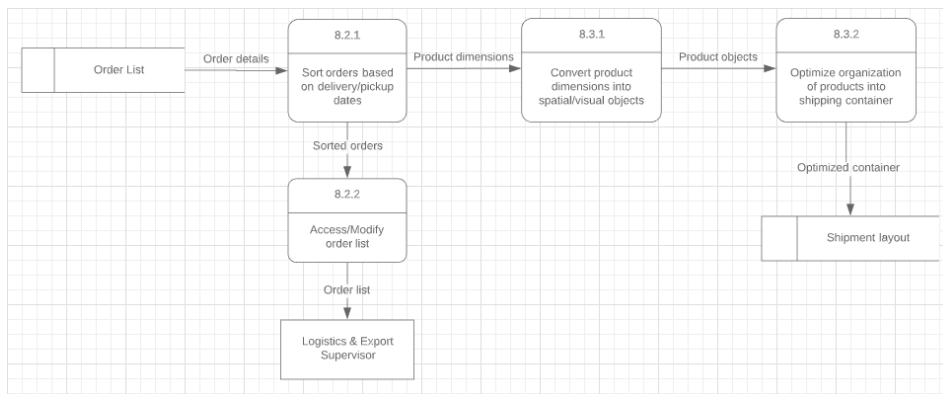 8.2.1
8.3.1
8.3.2
Order List
Order details
Sort orders based
on delivery/pickup
dates
Product dimensions
Convert product
dimensions into
spatial/visual objects
Product objects
Optimize organization
of products into
shipping container
Sorted orders
Optimized container
8.2.2
Access/Modify
order list
Shipment layout
Order list
Logistics & Export
Supervisor